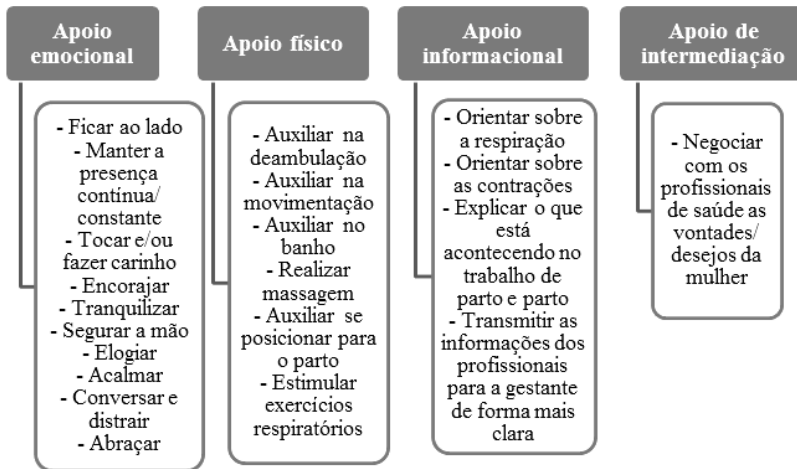 Apoio
emocional
- Ficar ao lado
- Manter a
presença
contínua/
constante
- Tocar e/ou
fazer carinho
- Encorajar
- Tranquilizar
- Segurar a mão
- Elogiar
- Acalmar
- Conversar e
distrair
- Abraçar
Apoio físico
- Auxiliar na
deambulação
- Auxiliar na
movimentação
- Auxiliar no
banho
- Realizar
massagem
- Auxiliar se
posicionar para
o parto
- Estimular
exercícios
respiratórios
Apoio
informacional
- Orientar sobre
a respiração
- Orientar sobre
as contrações
- Explicar o que
está
acontecendo no
trabalho de
parto e parto
- Transmitir as
informações dos
profissionais
para a gestante
de forma mais
clara
Apoio de
intermediação
- Negociar
com os
profissionais
de saúde as
vontades/
desejos da
mulher